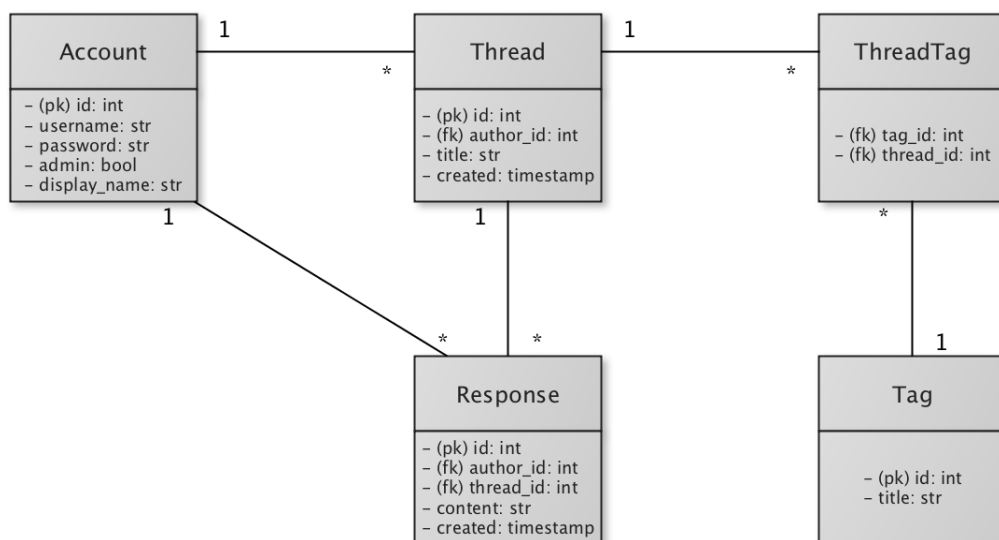 Account
- (pk) id: int
- username: str
- password: str
- admin: bool
- display_name: str
1
*
Thread
- (pk) id: int
- (fk) author_id: int
- title: str
- created: timestamp
1
*
ThreadTag
- (fk) tag_id: int
- (fk) thread_id: int
1
1
*
*
*
1
Response
- (pk) id: int
- (fk) author_id: int
- (fk) thread_id: int
- content: str
- created: timestamp
Tag
- (pk) id: int
- title: str